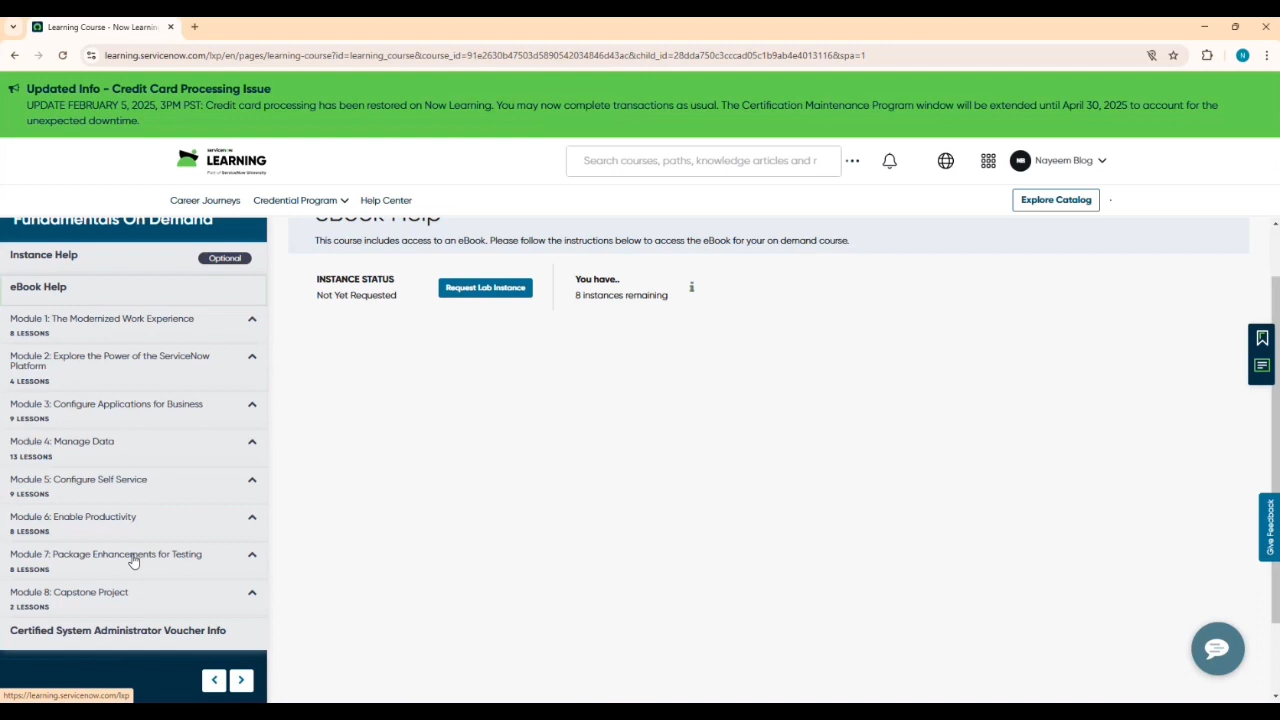 Learning Course - Now Learnin
learning.servicenow.com/lxp/en/pages/learning-course?id=learning_course&course_id=91e2630b47503d5890542034846d43ac&child_id=28dda750c3cccad05c1b9ab4e4013116&spa=1
N
Updated Info - Credit Card Processing Issue
UPDATE FEBRUARY 5, 2025, 3PM PST: Credit card processing has been restored on Now Learning. You may now complete transactions as usual. The Certification Maintenance Program window will be extended until April 30, 2025 to account for the
unexpected downtime.
servicenow
LEARNING
Part of ServiceNow University
Search courses, paths, knowledge articles and r
NB
Nayeem Blog
Career Journeys
Credential Program
Help Center
Explore Catalog
Fundamentals On Demand
eBook Help
Instance Help
Optional
This course includes access to an eBook. Please follow the instructions below to access the eBook for your on demand course.
eBook Help
INSTANCE STATUS
Not Yet Requested
Request Lab Instance
You have..
8 instances remaining
Module 1: The Modernized Work Experience
8 LESSONS
Module 2: Explore the Power of the ServiceNow
Platform
4 LESSONS
Module 3: Configure Applications for Business
9 LESSONS
Module 4: Manage Data
13 LESSONS
Module 5: Configure Self Service
9 LESSONS
Module 6: Enable Productivity
8 LESSONS
Module 7: Package Enhancements for Testing
8 LESSONS
Module 8: Capstone Project
2 LESSONS
Certified System Administrator Voucher Info
Give Feedback
https://learning.servicenow.com/lxp